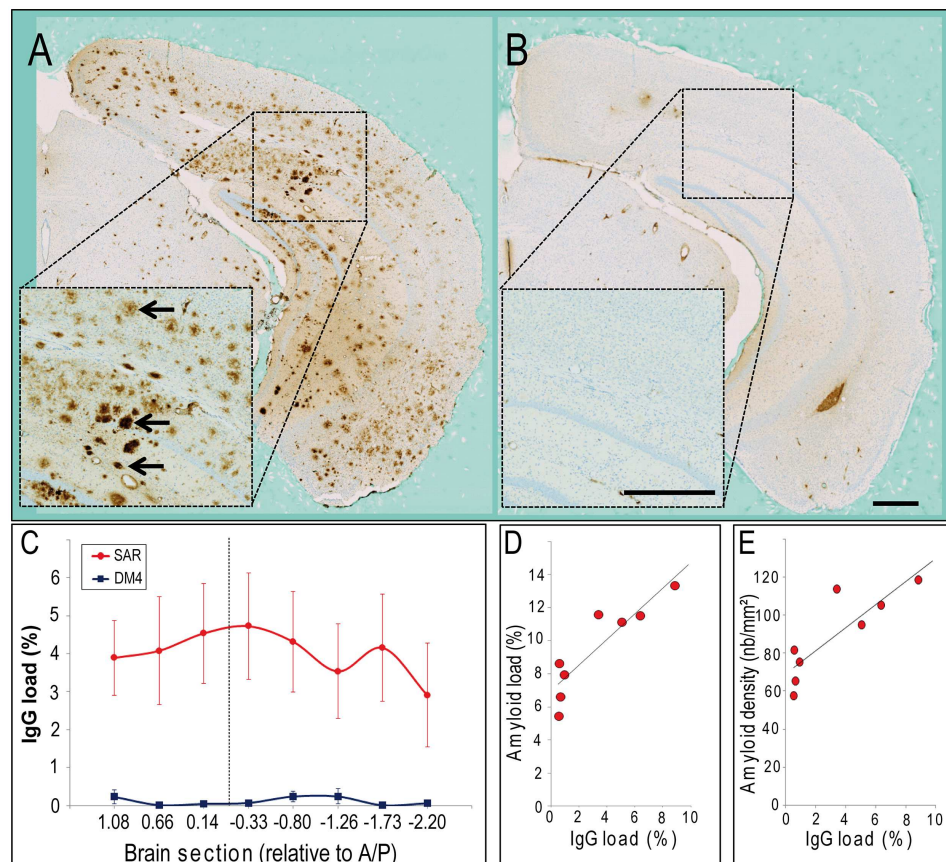 A
B
C
SAR
DM4
IgG load (%)
6
5
4
3
2
1
0
1.08 0.66 0.14 -0.33 -0.80 -1.26 -1.73 -2.20
Brain section (relative to A/P)
D
Amyloid load (%)
14
12
10
8
6
4
2
0
0 2 4 6 8 10
IgG load (%)
E
Amyloid density (nb/mm²)
120
100
80
60
40
20
0
0 2 4 6 8 10
IgG load (%)